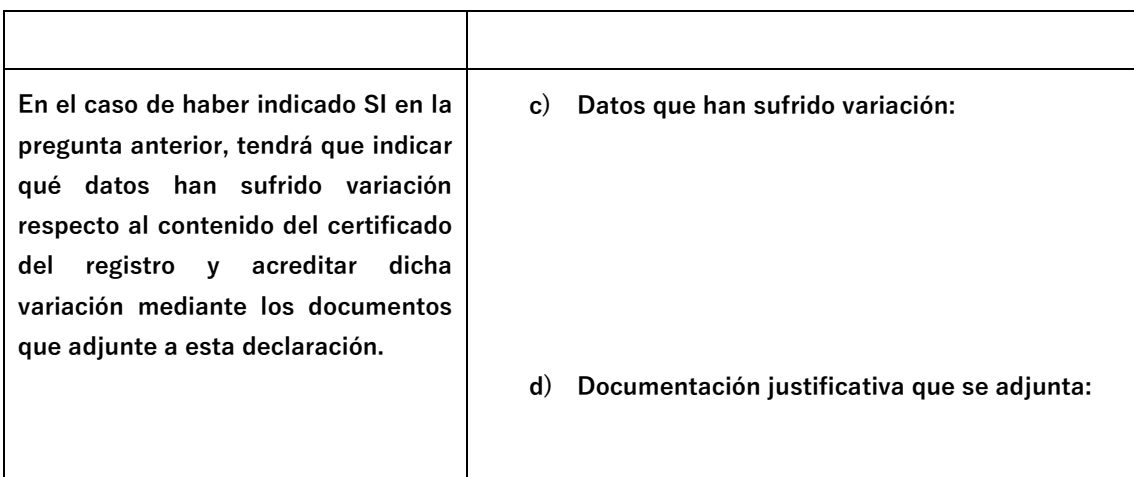 En el caso de haber indicado SI en la
pregunta anterior, tendrá que indicar
qué datos han sufrido variación
respecto al contenido del certificado
del registro y acreditar dicha
variación mediante los documentos
que adjunte a esta declaración.
c) Datos que han sufrido variación:
d) Documentación justificativa que se adjunta: